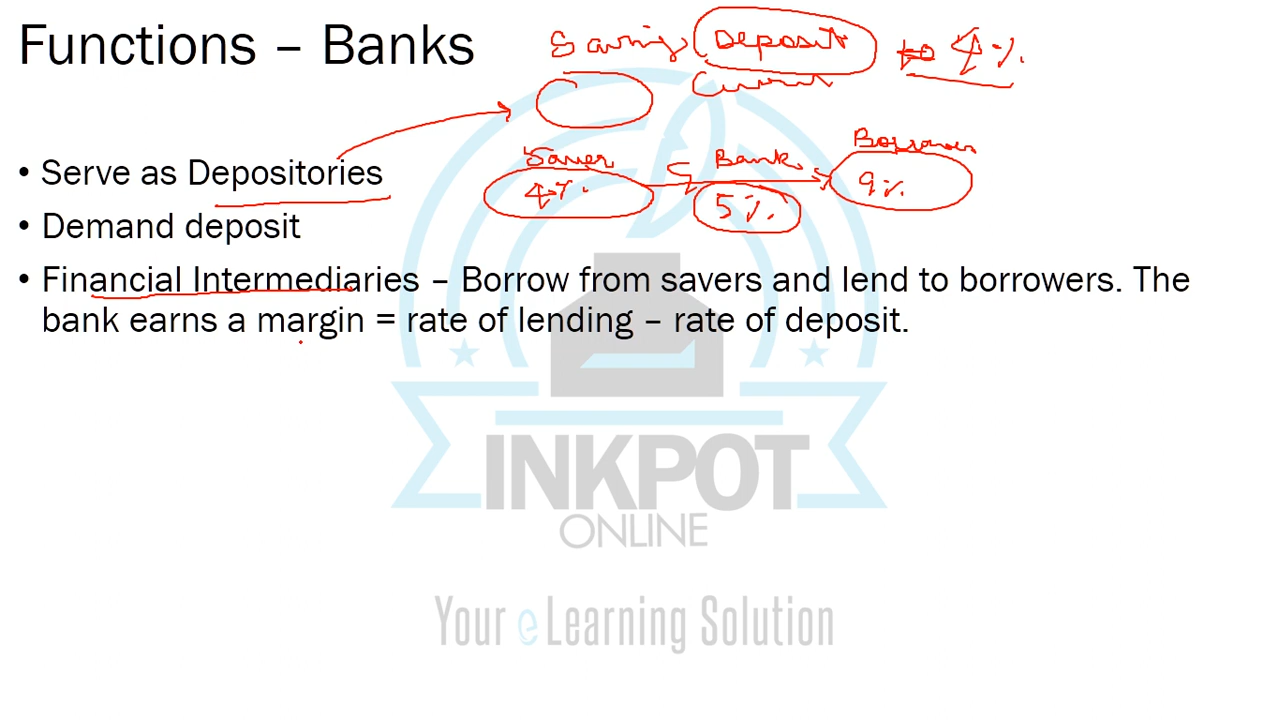 Functions – Banks
Saving Deposit 4%
Current
Saver Bank Borrower
4% 5% 9%
• Serve as Depositories
• Demand deposit
• Financial Intermediaries – Borrow from savers and lend to borrowers. The
bank earns a margin = rate of lending – rate of deposit.
INKPOT
ONLINE
Your eLearning Solution